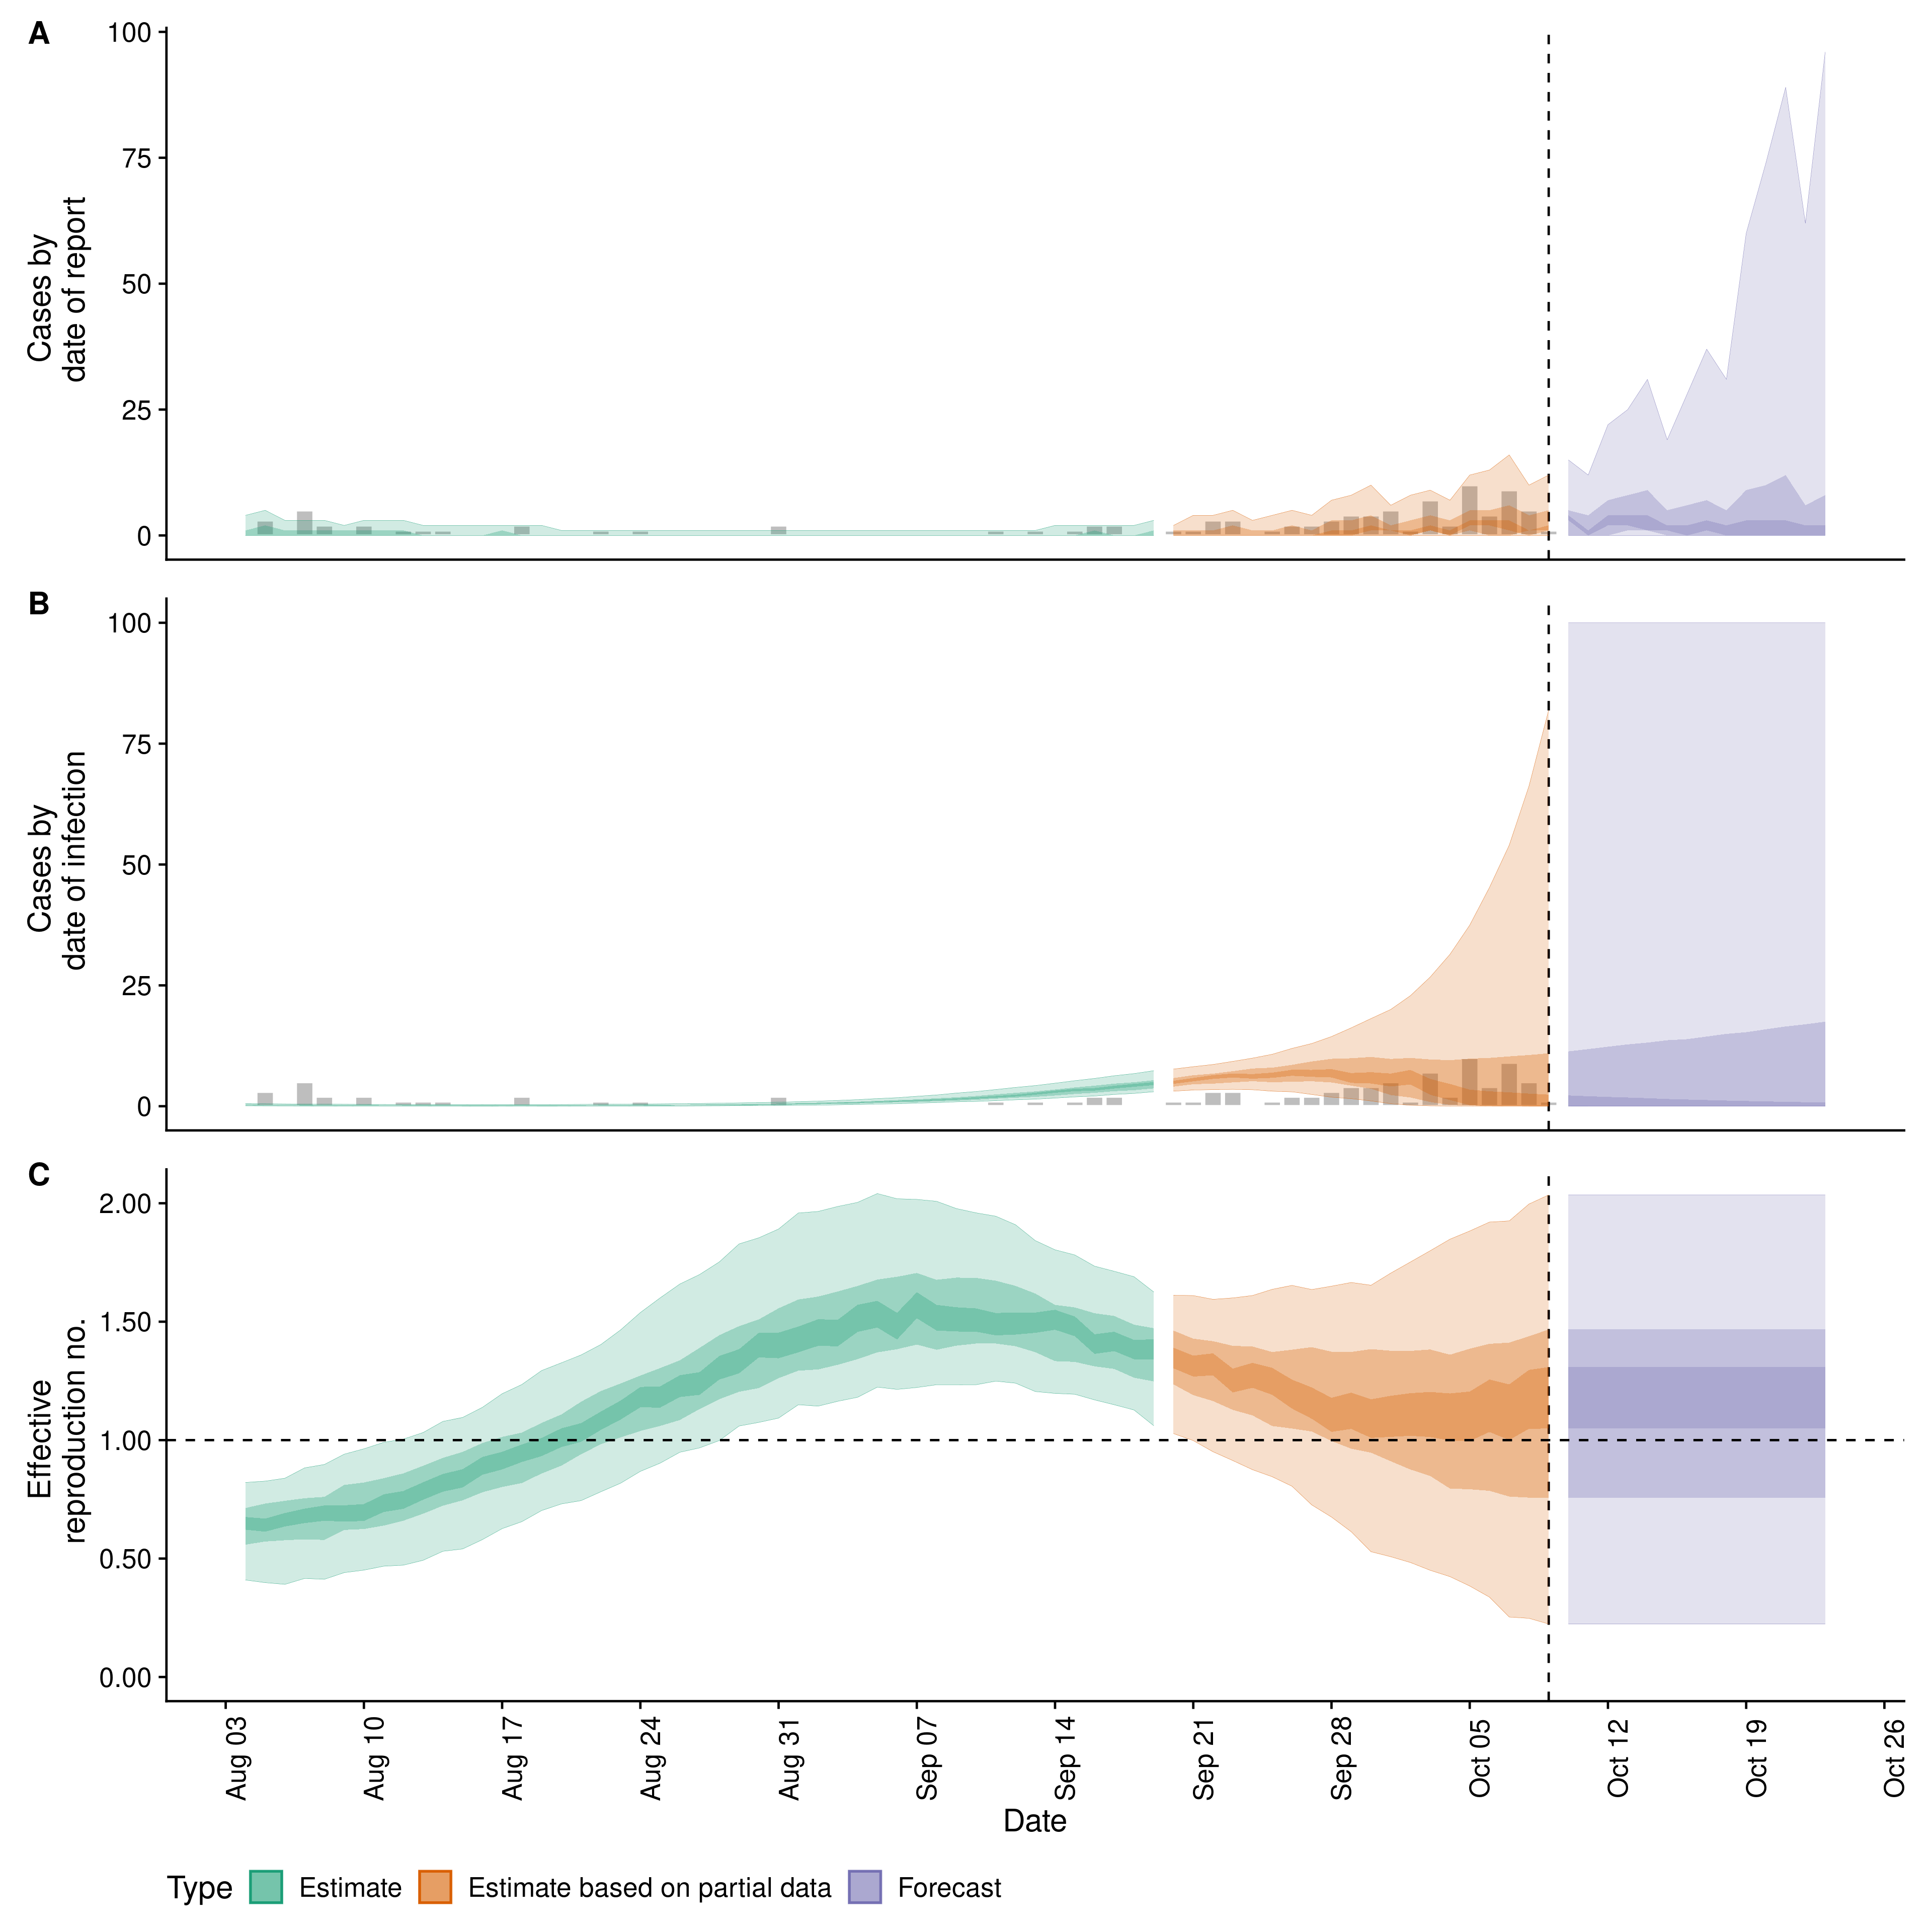 A
Cases by
date of report
100
75
50
25
0
B
Cases by
date of infection
100
75
50
25
0
C
Effective
reproduction no.
2.00
1.50
1.00
0.50
0.00
Aug 03
Aug 10
Aug 17
Aug 24
Aug 31
Sep 07
Sep 14
Sep 21
Sep 28
Oct 05
Oct 12
Oct 19
Oct 26
Date
Type Estimate Estimate based on partial data Forecast